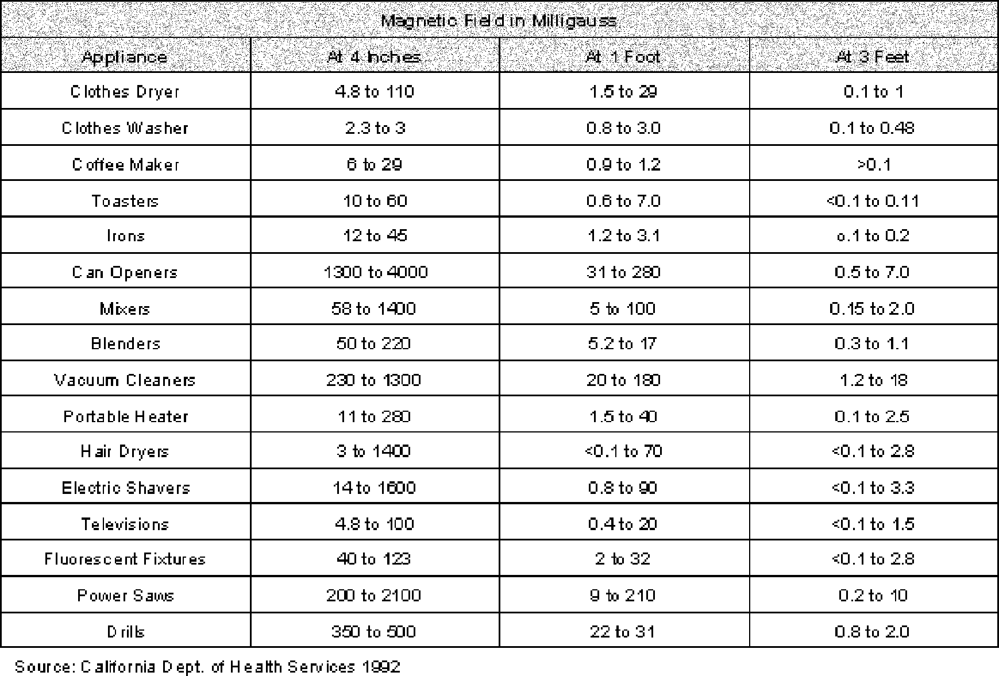 Magnetic Field in Milligauss
Appliance At 4 Inches At 1 Foot At 3 Feet
Clothes Dryer 4.8 to 110 1.5 to 29 0.1 to 1
Clothes Washer 2.3 to 3 0.8 to 3.0 0.1 to 0.48
Coffee Maker 6 to 29 0.9 to 1.2 >0.1
Toasters 10 to 60 0.6 to 7.0 <0.1 to 0.11
Irons 12 to 45 1.2 to 3.1 o.1 to 0.2
Can Openers 1300 to 4000 31 to 280 0.5 to 7.0
Mixers 58 to 1400 5 to 100 0.15 to 2.0
Blenders 50 to 220 5.2 to 17 0.3 to 1.1
Vacuum Cleaners 230 to 1300 20 to 180 1.2 to 18
Portable Heater 11 to 280 1.5 to 40 0.1 to 2.5
Hair Dryers 3 to 1400 <0.1 to 70 <0.1 to 2.8
Electric Shavers 14 to 1600 0.8 to 90 <0.1 to 3.3
Televisions 4.8 to 100 0.4 to 20 <0.1 to 1.5
Fluorescent Fixtures 40 to 123 2 to 32 <0.1 to 2.8
Power Saws 200 to 2100 9 to 210 0.2 to 10
Drills 350 to 500 22 to 31 0.8 to 2.0
Source: California Dept. of Health Services 1992